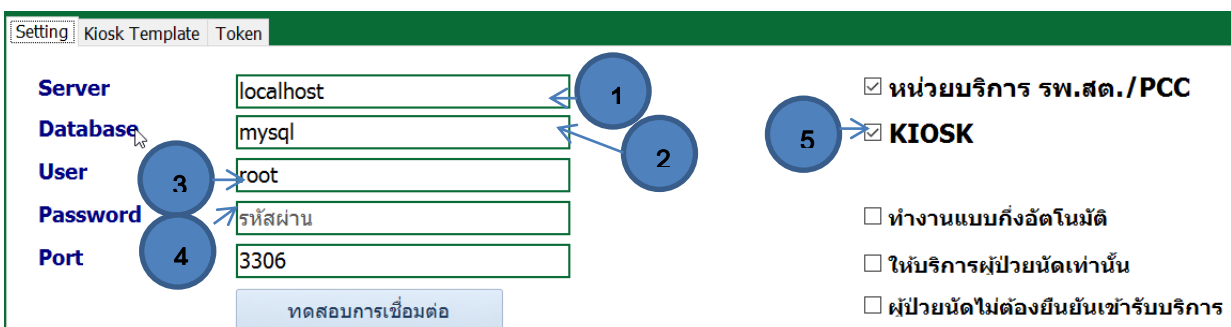 Setting Kiosk Template Token
Server localhost 1 หน่วยบริการ รพ.สต./PCC
Database mysql 2 5 KIOSK
User 3 root
Password 4 รหัสผ่าน ทำงานแบบกึ่งอัตโนมัติ
Port 3306 ให้บริการผู้ป่วยนัดเท่านั้น
ทดสอบการเชื่อมต่อ ผู้ป่วยนัดไม่ต้องยืนยันเข้ารับบริการ